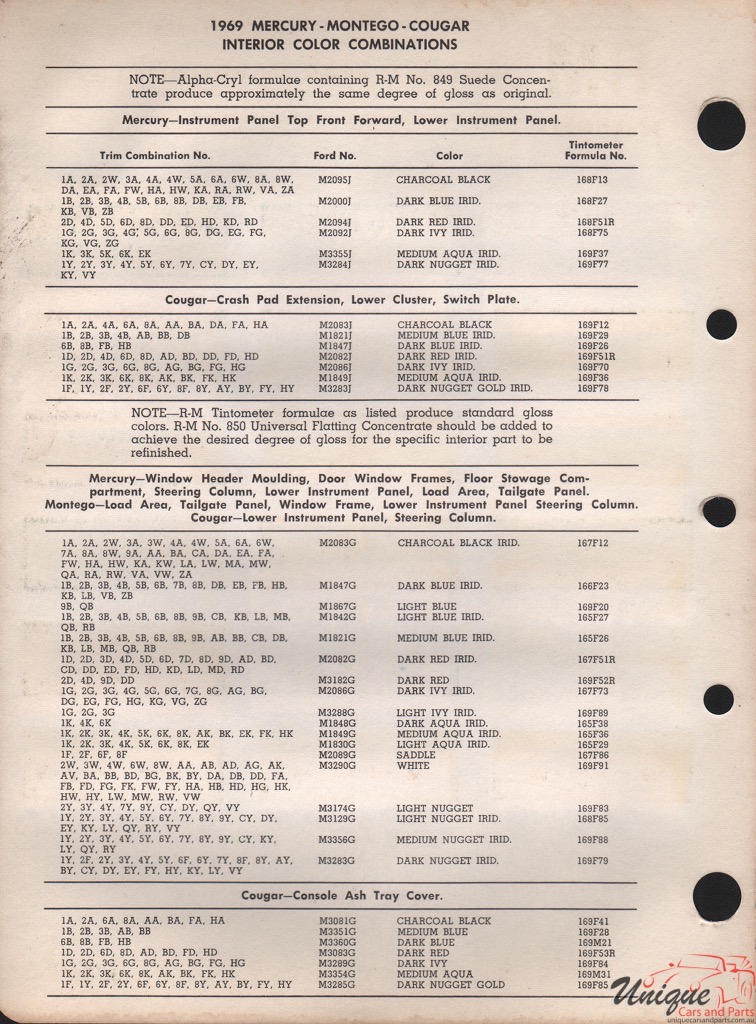 1969 MERCURY - MONTEGO - COUGAR
INTERIOR COLOR COMBINATIONS
NOTE—Alpha-Cryl formulae containing R-M No. 849 Suede Concen-
trate produce approximately the same degree of gloss as original.
Mercury—Instrument Panel Top Front Forward, Lower Instrument Panel.
Trim Combination No. Ford No. Color Tintometer Formula No.
1A, 2A, 2W, 3A, 4A, 4W, 5A, 6A, 6W, 8A, 8W, M2095J CHARCOAL BLACK 168F13
DA, EA, FA, FW, HA, HW, KA, RA, RW, VA, ZA
1B, 2B, 3B, 4B, 5B, 6B, 8B, DB, EB, FB, M2000J DARK BLUE IRID. 168F27
KB, VB, ZB
2D, 4D, 5D, 6D, 8D, DD, ED, HD, KD, RD M2094J DARK RED IRID. 168F51R
1G, 2G, 3G, 4G, 5G, 6G, 8G, DG, EG, FG, M2092J DARK IVY IRID. 168F75
KG, VG, ZG
1K, 3K, 5K, 6K, EK M3355J MEDIUM AQUA IRID. 169F37
1Y, 2Y, 3Y, 4Y, 5Y, 6Y, 7Y, CY, DY, EY, M3284J DARK NUGGET IRID. 169F77
KY, VY
Cougar—Crash Pad Extension, Lower Cluster, Switch Plate.
1A, 2A, 4A, 6A, 8A, AA, BA, DA, FA, HA M2083J CHARCOAL BLACK 169F12
1B, 2B, 3B, 4B, AB, BB, DB M1821J MEDIUM BLUE IRID. 169F29
6B, 8B, FB, HB M1847J DARK BLUE IRID. 169F26
1D, 2D, 4D, 6D, 8D, AD, BD, DD, FD, HD M2082J DARK RED IRID. 169F51R
1G, 2G, 3G, 6G, 8G, AG, BG, FG, HG M2086J DARK IVY IRID. 169F70
1K, 2K, 3K, 6K, 8K, AK, BK, FK, HK M1849J MEDIUM AQUA IRID. 169F36
1F, 1Y, 2F, 2Y, 6F, 6Y, 8F, 8Y, AY, BY, FY, HY M3283J DARK NUGGET GOLD IRID. 169F78
NOTE—R-M Tintometer formulae as listed produce standard gloss
colors. R-M No. 850 Universal Flatting Concentrate should be added to
achieve the desired degree of gloss for the specific interior part to be
refinished.
Mercury—Window Header Moulding, Door Window Frames, Floor Stowage Com-
partment, Steering Column, Lower Instrument Panel, Load Area, Tailgate Panel.
Montego—Load Area, Tailgate Panel, Window Frame, Lower Instrument Panel Steering Column.
Cougar—Lower Instrument Panel, Steering Column.
1A, 2A, 2W, 3A, 3W, 4A, 4W, 5A, 6A, 6W, M2083G CHARCOAL BLACK IRID. 167F12
7A, 8A, 8W, 9A, AA, BA, CA, DA, EA, FA,
FW, HA, HW, KA, KW, LA, LW, MA, MW,
QA, RA, RW, VA, VW, ZA
1B, 2B, 3B, 4B, 5B, 6B, 7B, 8B, DB, EB, FB, HB, M1847G DARK BLUE IRID. 166F23
KB, LB, VB, ZB
9B, QB M1867G LIGHT BLUE 169F20
1B, 2B, 3B, 4B, 5B, 6B, 8B, 9B, CB, KB, LB, MB, M1842G LIGHT BLUE IRID. 165F27
QB, RB
1B, 2B, 3B, 4B, 5B, 6B, 8B, 9B, AB, BB, CB, DB, M1821G MEDIUM BLUE IRID. 165F26
KB, LB, MB, QB, RB
1D, 2D, 3D, 4D, 5D, 6D, 7D, 8D, 9D, AD, BD, M2082G DARK RED IRID. 167F51R
CD, DD, ED, FD, HD, KD, LD, MD, RD
2D, 4D, 9D, DD M3182G DARK RED 169F52R
1G, 2G, 3G, 4G, 5G, 6G, 7G, 8G, AG, BG, M2086G DARK IVY IRID. 167F73
DG, EG, FG, HG, KG, VG, ZG
1G, 2G, 3G M3288G LIGHT IVY IRID. 169F89
1K, 4K, 6K M1848G DARK AQUA IRID. 165F38
1K, 2K, 3K, 4K, 5K, 6K, 8K, AK, BK, EK, FK, HK M1849G MEDIUM AQUA IRID. 165F36
1K, 2K, 3K, 4K, 5K, 6K, 8K, EK M1830G LIGHT AQUA IRID. 165F29
1F, 2F, 6F, 8F M2089G SADDLE 167F86
2W, 3W, 4W, 6W, 8W, AA, AB, AD, AG, AK, M3290G WHITE 169F91
AV, BA, BB, BD, BG, BK, BY, DA, DB, DD, FA,
FB, FD, FG, FK, FW, FY, HA, HB, HD, HG, HK,
HW, HY, LW, MW, RW, VW
2Y, 3Y, 4Y, 7Y, 9Y, CY, DY, QY, VY M3174G LIGHT NUGGET 169F83
1Y, 2Y, 3Y, 4Y, 5Y, 6Y, 7Y, 8Y, 9Y, CY, DY, M3129G LIGHT NUGGET IRID. 168F85
EY, KY, LY, QY, RY, VY
1Y, 2Y, 3Y, 4Y, 5Y, 6Y, 7Y, 8Y, 9Y, CY, KY, M3356G MEDIUM NUGGET IRID. 169F88
LY, QY, RY
1Y, 2F, 2Y, 3Y, 4Y, 5Y, 6F, 6Y, 7Y, 8F, 8Y, AY, M3283G DARK NUGGET IRID. 169F79
BY, CY, DY, EY, FY, HY, KY, LY, VY
Cougar—Console Ash Tray Cover.
1A, 2A, 6A, 8A, AA, BA, FA, HA M3081G CHARCOAL BLACK 169F41
1B, 2B, 3B, AB, BB M3351G MEDIUM BLUE 169F28
6B, 8B, FB, HB M3360G DARK BLUE 169M21
1D, 2D, 6D, 8D, AD, BD, FD, HD M3083G DARK RED 169F53R
1G, 2G, 3G, 6G, 8G, AG, BG, FG, HG M3289G DARK IVY 169F84
1K, 2K, 3K, 6K, 8K, AK, BK, FK, HK M3354G MEDIUM AQUA 169M31
1F, 1Y, 2F, 2Y, 6F, 6Y, 8F, 8Y, AY, BY, FY, HY M3285G DARK NUGGET GOLD 169F85
Unique
Cars and Parts
uniquecarsandparts.com.au